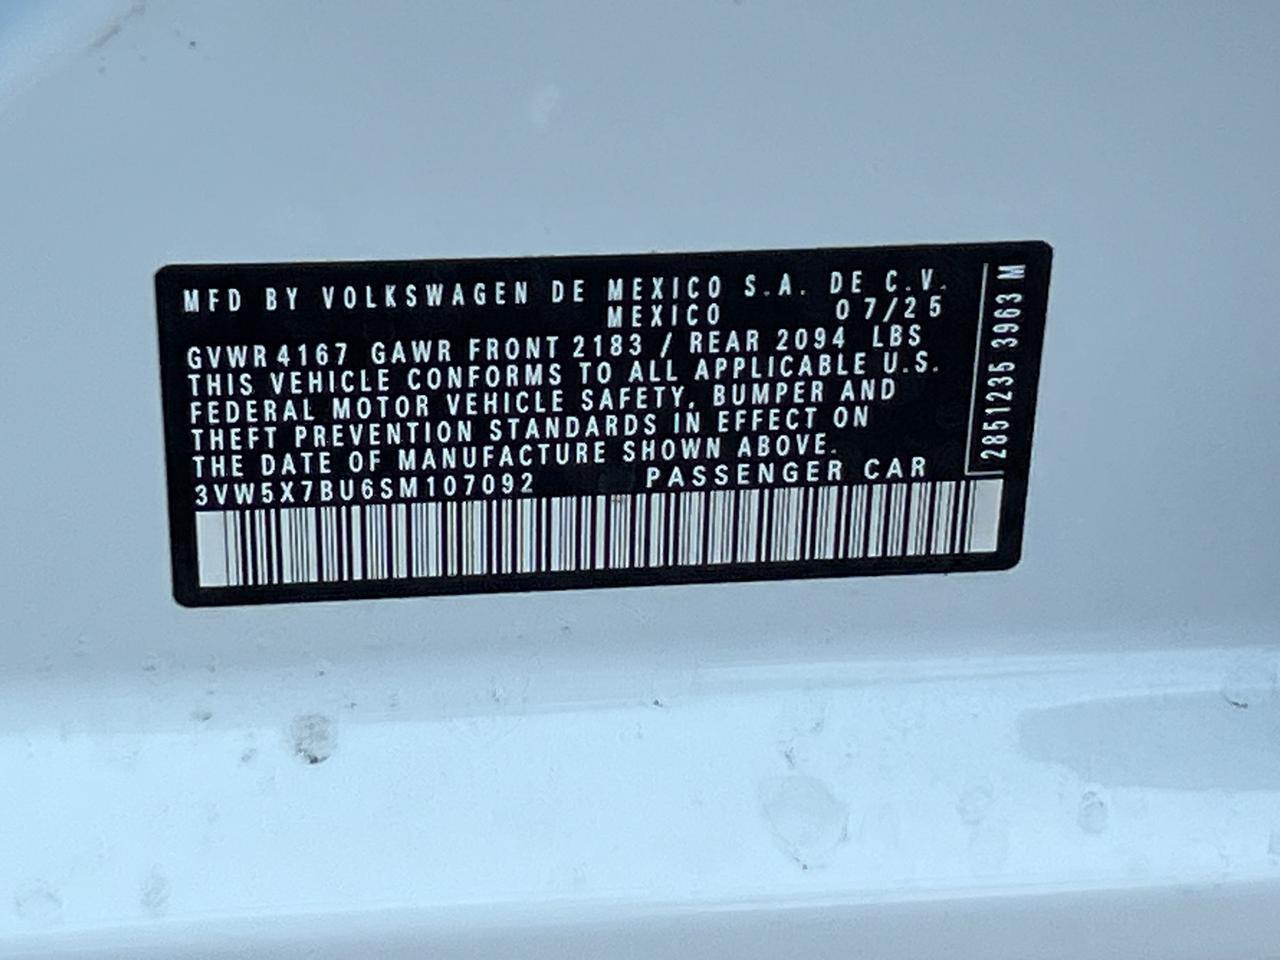 MFD BY VOLKSWAGEN DE MEXICO S.A. DE C.V.
MEXICO 07/25
GVWR 4167 GAWR FRONT 2183 / REAR 2094 LBS
THIS VEHICLE CONFORMS TO ALL APPLICABLE U.S.
FEDERAL MOTOR VEHICLE SAFETY, BUMPER AND
THEFT PREVENTION STANDARDS IN EFFECT ON
THE DATE OF MANUFACTURE SHOWN ABOVE.
3VW5X7BU6SM107092 PASSENGER CAR
2851235 3963 M